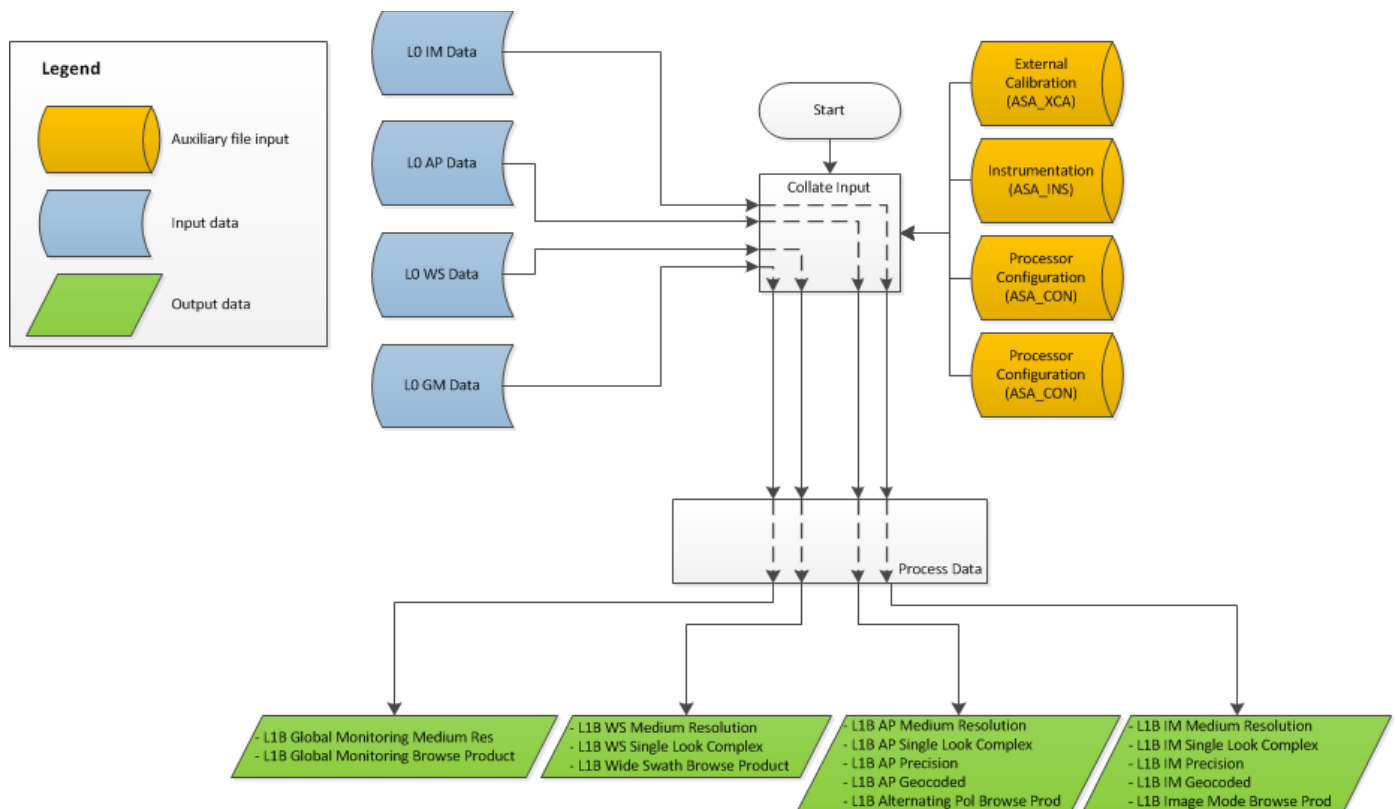 Legend
Auxiliary file input
Input data
Output data
L0 IM Data
L0 AP Data
L0 WS Data
L0 GM Data
Start
Collate Input
External
Calibration
(ASA_XCA)
Instrumentation
(ASA_INS)
Processor
Configuration
(ASA_CON)
Processor
Configuration
(ASA_CON)
Process Data
- L1B Global Monitoring Medium Res
- L1B Global Monitoring Browse Product
- L1B WS Medium Resolution
- L1B WS Single Look Complex
- L1B Wide Swath Browse Product
- L1B AP Medium Resolution
- L1B AP Single Look Complex
- L1B AP Precision
- L1B AP Geocoded
- L1B Alternating Pol Browse Prod
- L1B IM Medium Resolution
- L1B IM Single Look Complex
- L1B IM Precision
- L1B IM Geocoded
- L1B Image Mode Browse Prod